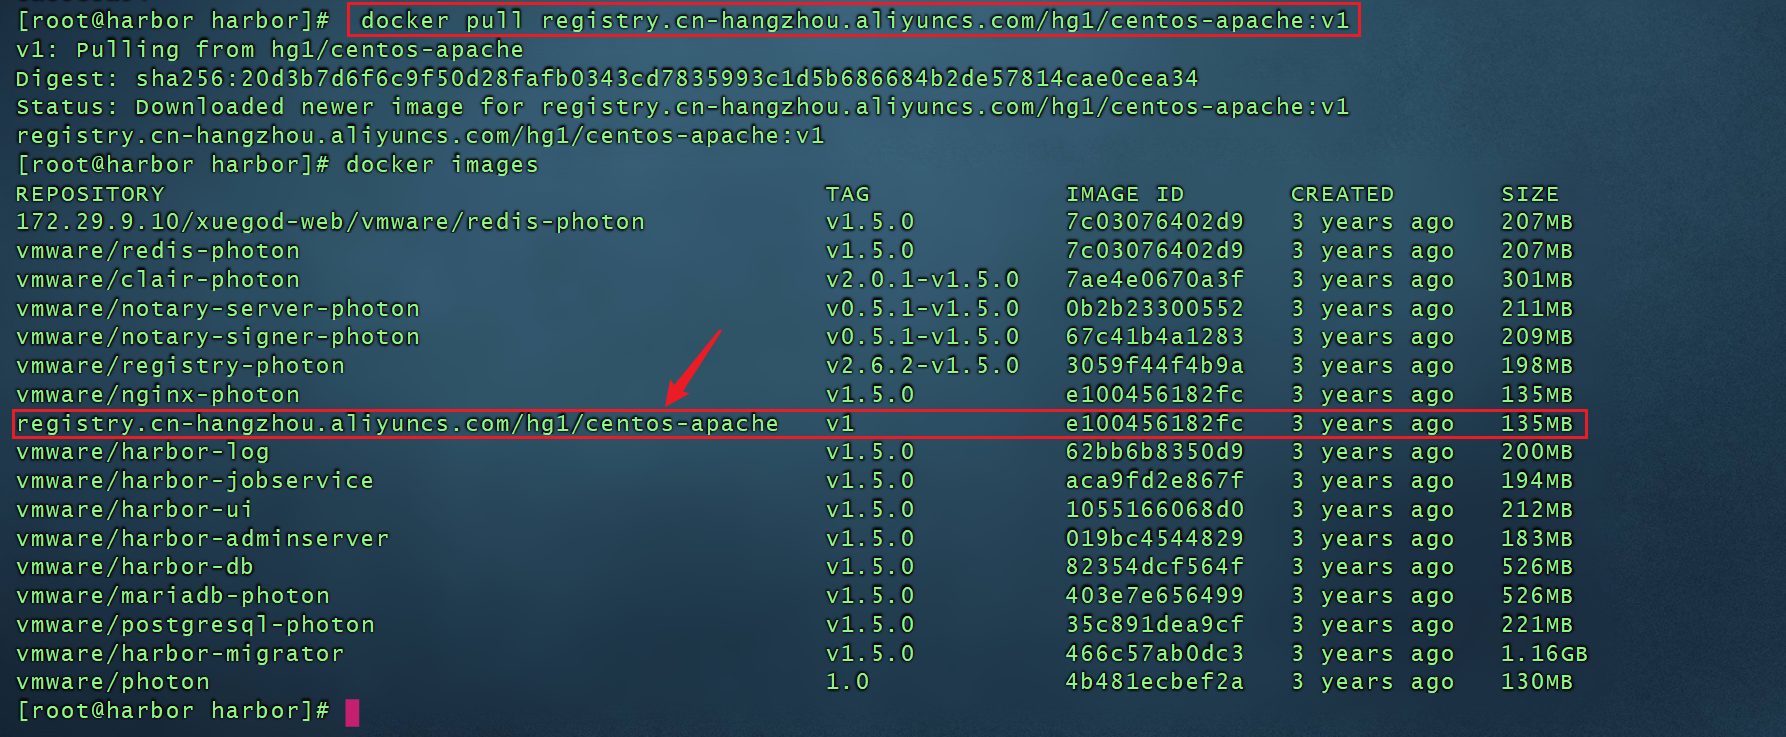 [root@harbor harbor]# docker pull registry.cn-hangzhou.aliyuncs.com/hg1/centos-apache:v1
v1: Pulling from hg1/centos-apache
Digest: sha256:20d3b7d6f6c9f50d28fafb0343cd7835993c1d5b686684b2de57814cae0cea34
Status: Downloaded newer image for registry.cn-hangzhou.aliyuncs.com/hg1/centos-apache:v1
registry.cn-hangzhou.aliyuncs.com/hg1/centos-apache:v1
[root@harbor harbor]# docker images
REPOSITORY TAG IMAGE ID CREATED SIZE
172.29.9.10/xuegod-web/vmware/redis-photon v1.5.0 7c03076402d9 3 years ago 207MB
vmware/redis-photon v1.5.0 7c03076402d9 3 years ago 207MB
vmware/clair-photon v2.0.1-v1.5.0 7ae4e0670a3f 3 years ago 301MB
vmware/notary-server-photon v0.5.1-v1.5.0 0b2b23300552 3 years ago 211MB
vmware/notary-signer-photon v0.5.1-v1.5.0 67c41b4a1283 3 years ago 209MB
vmware/registry-photon v2.6.2-v1.5.0 3059f44f4b9a 3 years ago 198MB
vmware/nginx-photon v1.5.0 e100456182fc 3 years ago 135MB
registry.cn-hangzhou.aliyuncs.com/hg1/centos-apache v1 e100456182fc 3 years ago 135MB
vmware/harbor-log v1.5.0 62bb6b8350d9 3 years ago 200MB
vmware/harbor-jobservice v1.5.0 aca9fd2e867f 3 years ago 194MB
vmware/harbor-ui v1.5.0 1055166068d0 3 years ago 212MB
vmware/harbor-adminserver v1.5.0 019bc4544829 3 years ago 183MB
vmware/harbor-db v1.5.0 82354dcf564f 3 years ago 526MB
vmware/mariadb-photon v1.5.0 403e7e656499 3 years ago 526MB
vmware/postgresql-photon v1.5.0 35c891dea9cf 3 years ago 221MB
vmware/harbor-migrator v1.5.0 466c57ab0dc3 3 years ago 1.16GB
vmware/photon 1.0 4b481ecbef2a 3 years ago 130MB
[root@harbor harbor]#